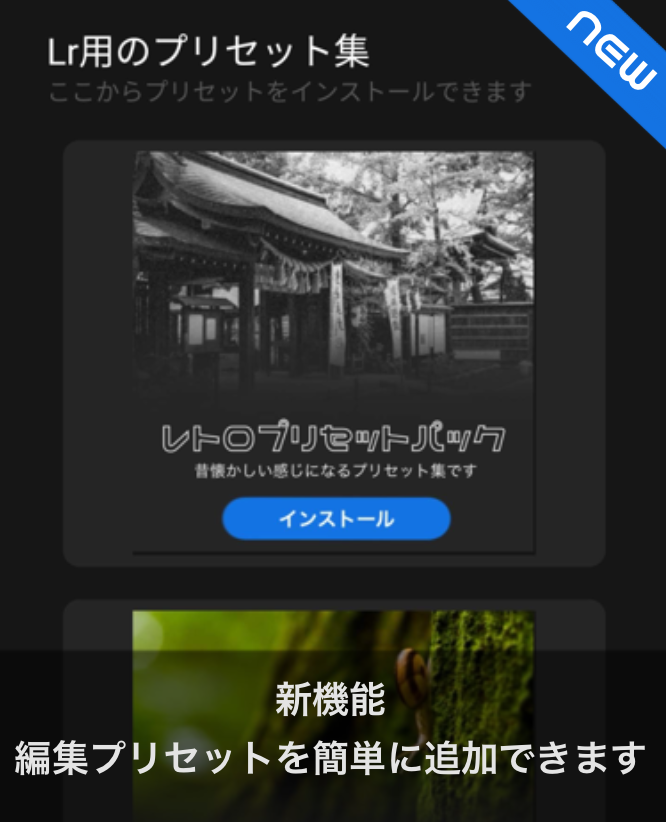 Lr用のプリセット集
ここからプリセットをインストールできます
NEW
レトロプリセットパック
昔懐かしい感じになるプリセット集です
インストール
新機能
編集プリセットを簡単に追加できます